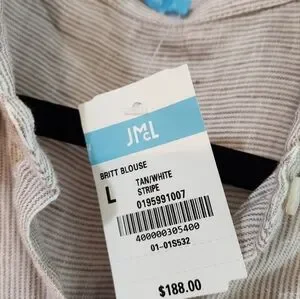 JMcL
BRITT BLOUSE
L
TAN/WHITE
STRIPE
0195991007
400000305400
01-01S532
$188.00